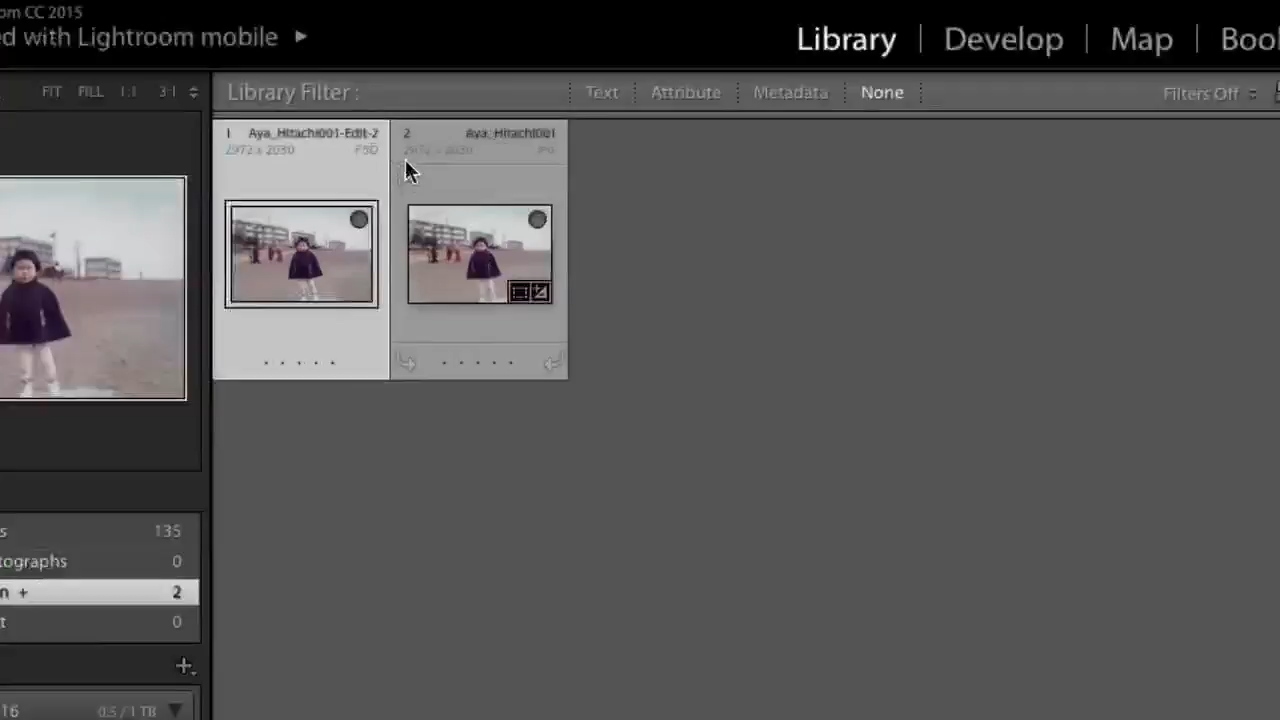 om CC 2015
d with Lightroom mobile
Library | Develop | Map | Boo
FIT FILL 1:1 3:1
Library Filter : Text Attribute Metadata None Filters Off
1 Aya_Hitachi001-Edit-2
2972 x 2030 PSD
2 Aya_Hitachi001
2972 x 2030
s 135
tographs 0
n + 2
t 0
16 0.5 / 1 TB